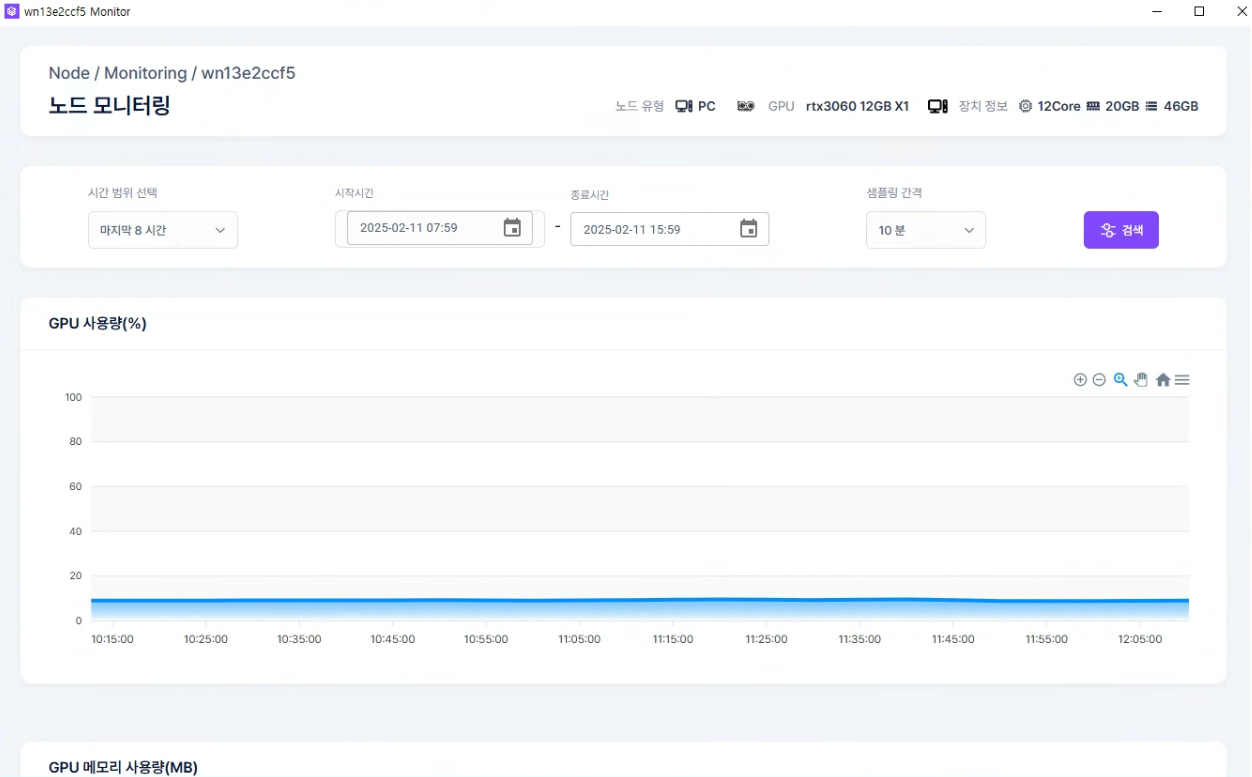 wn13e2ccf5 Monitor
Node / Monitoring / wn13e2ccf5
노드 모니터링
노드 유형 PC GPU rtx3060 12GB X1 장치 정보 12Core 20GB 46GB
시간 범위 선택 시작시간 종료시간 샘플링 간격
마지막 8 시간 2025-02-11 07:59 - 2025-02-11 15:59 10 분 검색
GPU 사용량(%)
100
80
60
40
20
0
10:15:00 10:25:00 10:35:00 10:45:00 10:55:00 11:05:00 11:15:00 11:25:00 11:35:00 11:45:00 11:55:00 12:05:00
GPU 메모리 사용량(MB)